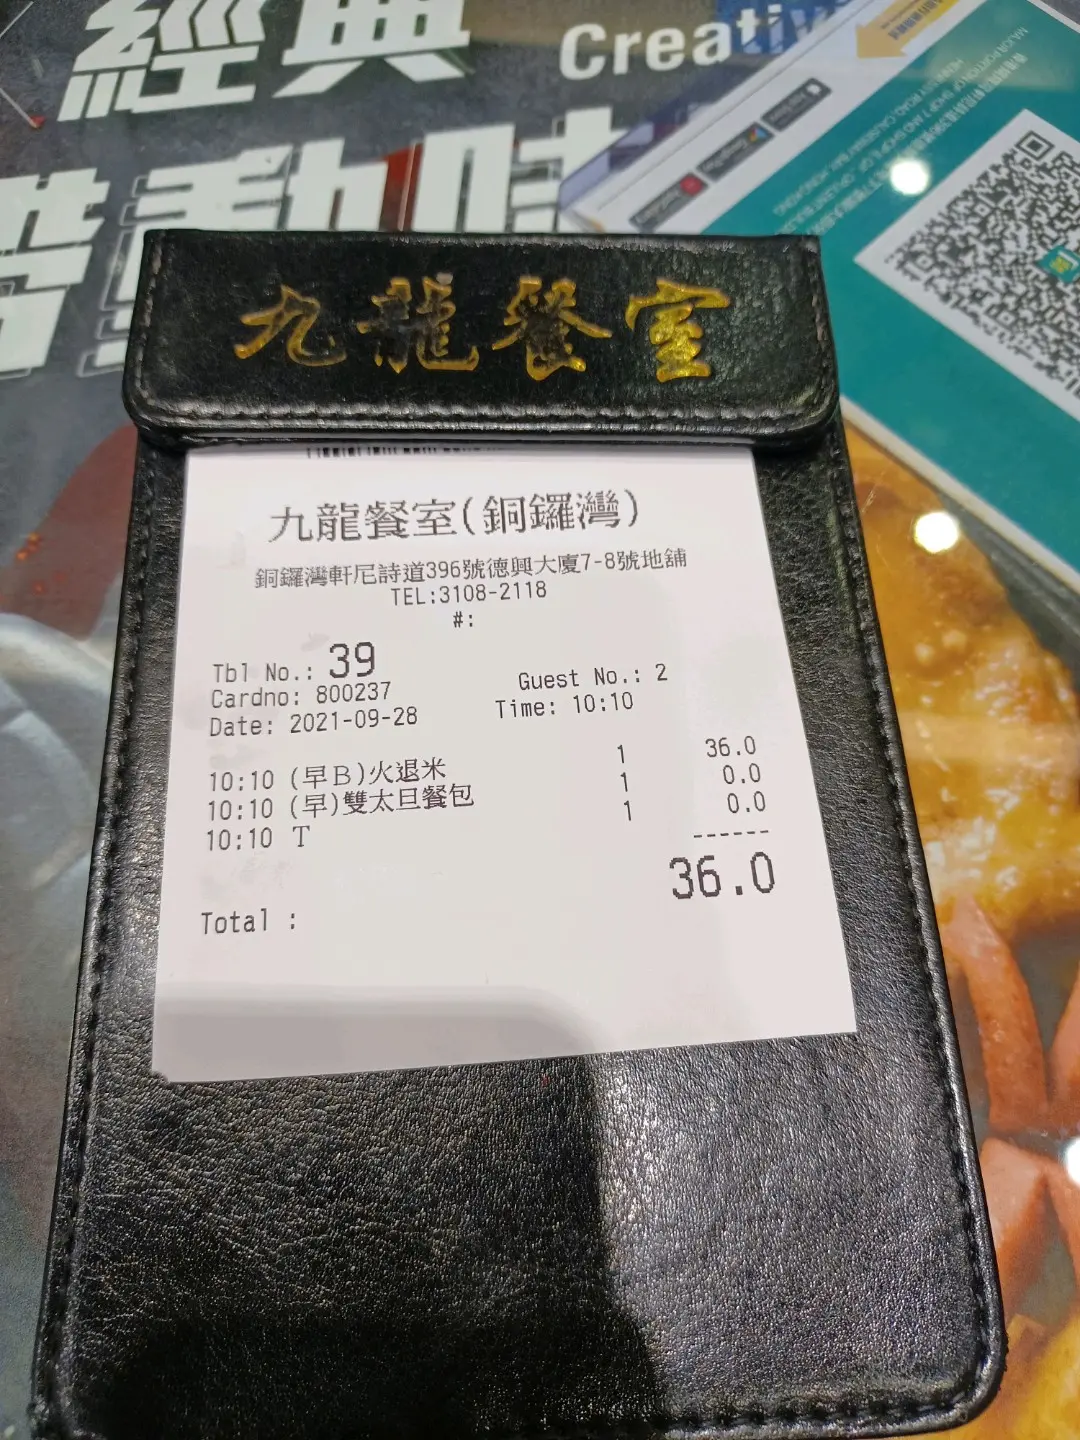 經典
Creative
帶動味
九龍餐室
九龍餐室(銅鑼灣)
銅鑼灣軒尼詩道396號德興大廈7-8號地舖
TEL:3108-2118
#:
Tbl No.: 39
Cardno: 800237 Guest No.: 2
Date: 2021-09-28 Time: 10:10
10:10 (早B)火退米 1 36.0
10:10 (早)雙太旦餐包 1 0.0
10:10 T 1 0.0
------
36.0
Total :